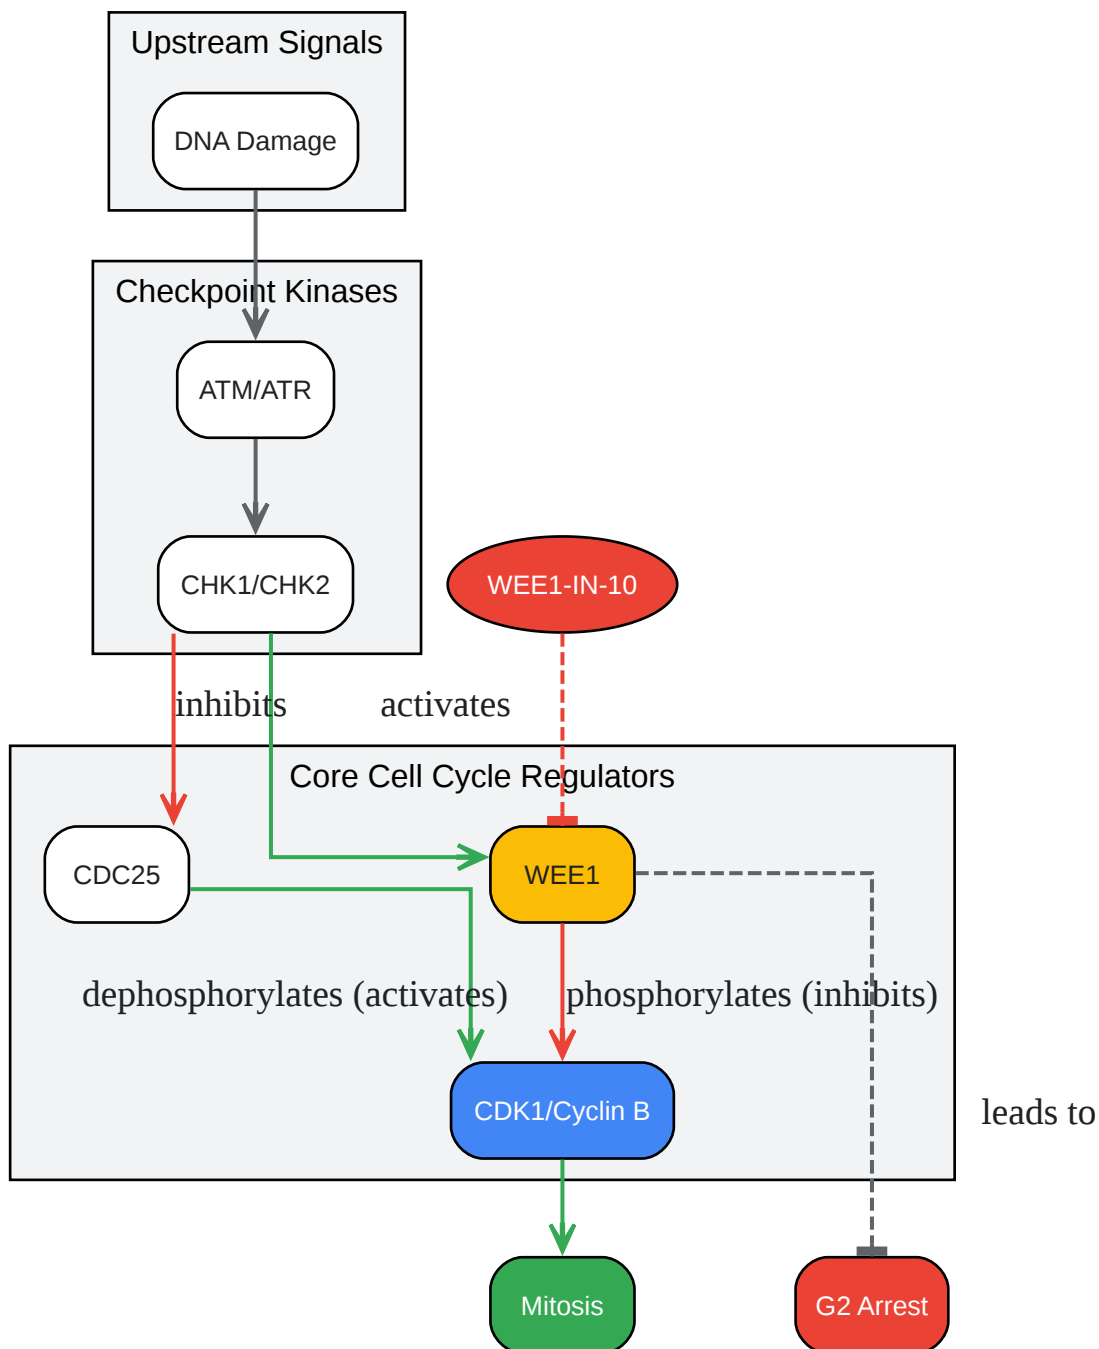 Upstream Signals
DNA Damage
Checkpoint Kinases
ATM/ATR
CHK1/CHK2
WEE1-IN-10
inhibits
activates
Core Cell Cycle Regulators
CDC25
WEE1
dephosphorylates (activates)
phosphorylates (inhibits)
CDK1/Cyclin B
leads to
Mitosis
G2 Arrest